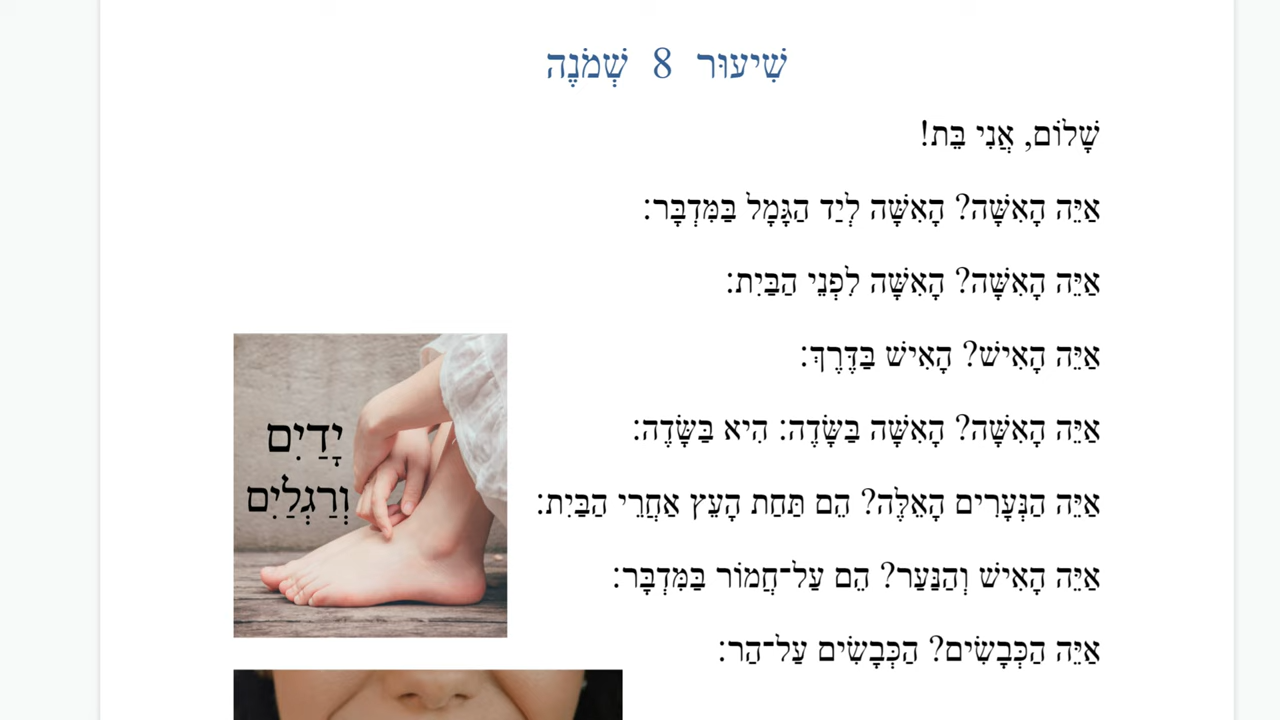 שִׁיעוּר 8 שְׁמֹנֶה
שָׁלוֹם, אֲנִי בֵּת!
אַיֵּה הָאִשָּׁה? הָאִשָּׁה לְיַד הַגָּמָל בַּמִּדְבָּר:
אַיֵּה הָאִשָּׁה? הָאִשָּׁה לִפְנֵי הַבַּיִת:
אַיֵּה הָאִישׁ? הָאִישׁ בַּדֶּרֶךְ:
אַיֵּה הָאִשָּׁה? הָאִשָּׁה בַּשָּׂדֶה: הִיא בַּשָּׂדֶה:
אַיֵּה הַנְּעָרִים הָאֵלֶּה? הֵם תַּחַת הָעֵץ אַחֲרֵי הַבַּיִת:
אַיֵּה הָאִישׁ וְהַנַּעַר? הֵם עַל־חֲמוֹר בַּמִּדְבָּר:
אַיֵּה הַכְּבָשִׂים? הַכְּבָשִׂים עַל־הַר:
יָדַיִם
וְרַגְלַיִם